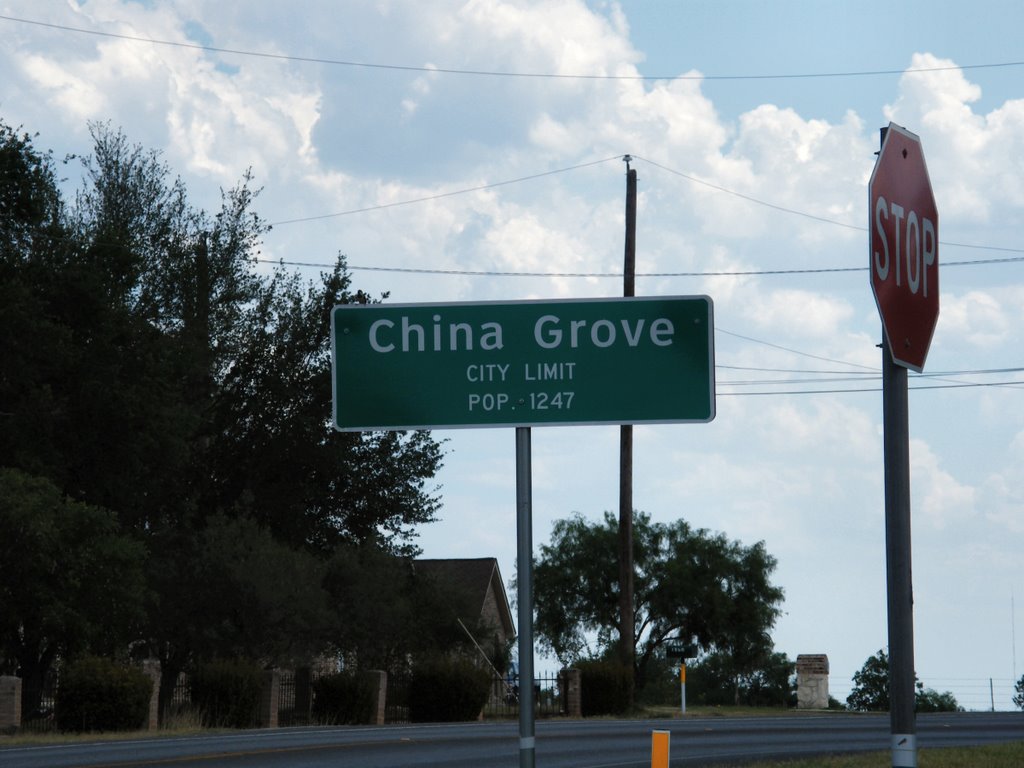 China Grove
CITY LIMIT
POP. 1247
STOP